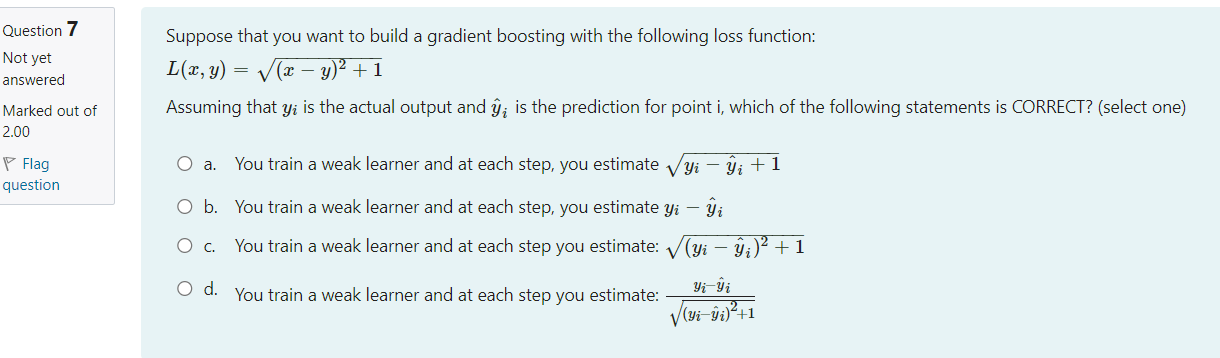 Question 7
Not yet
answered
Marked out of
2.00
Flag
question
Suppose that you want to build a gradient boosting with the following loss function:
L(x, y) = √((x − y)² + 1)
Assuming that yᵢ is the actual output and ŷᵢ is the prediction for point i, which of the following statements is CORRECT? (select one)
a. You train a weak learner and at each step, you estimate √(yᵢ − ŷᵢ + 1)
b. You train a weak learner and at each step, you estimate yᵢ − ŷᵢ
c. You train a weak learner and at each step you estimate: √((yᵢ − ŷᵢ)² + 1)
d. You train a weak learner and at each step you estimate: (yᵢ−ŷᵢ)/√((yᵢ−ŷᵢ)²+1)